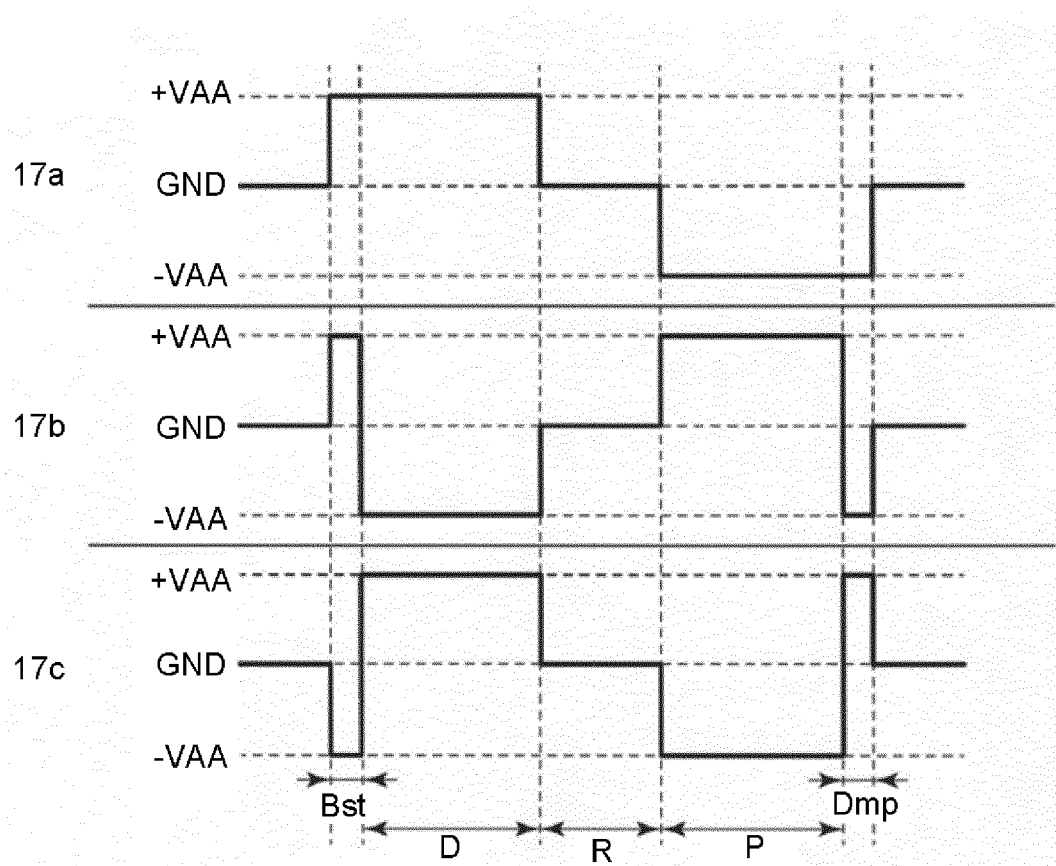 +VAA
17a
GND
-VAA
+VAA
17b
GND
-VAA
+VAA
17c
GND
-VAA
Bst
Dmp
D
R
P